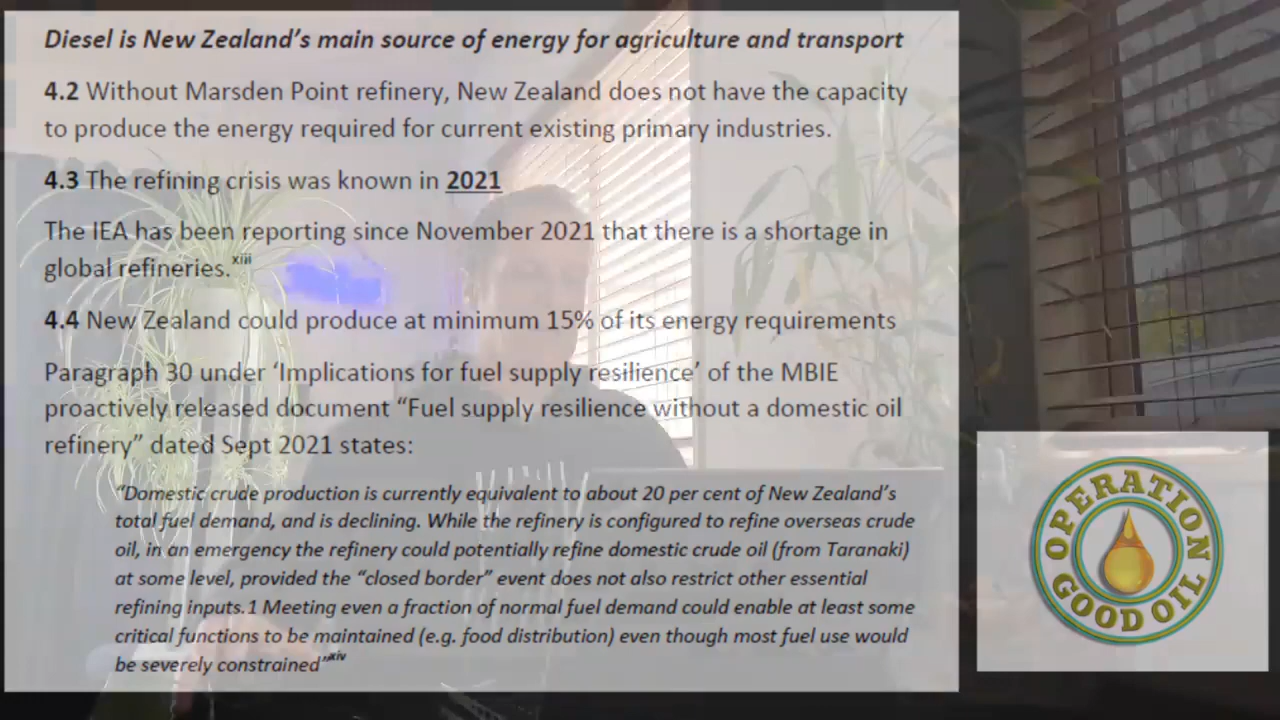 Diesel is New Zealand's main source of energy for agriculture and transport
4.2 Without Marsden Point refinery, New Zealand does not have the capacity
to produce the energy required for current existing primary industries.
4.3 The refining crisis was known in 2021
The IEA has been reporting since November 2021 that there is a shortage in
global refineries.xiii
4.4 New Zealand could produce at minimum 15% of its energy requirements
Paragraph 30 under ‘Implications for fuel supply resilience’ of the MBIE
proactively released document “Fuel supply resilience without a domestic oil
refinery” dated Sept 2021 states:
“Domestic crude production is currently equivalent to about 20 per cent of New Zealand’s
total fuel demand, and is declining. While the refinery is configured to refine overseas crude
oil, in an emergency the refinery could potentially refine domestic crude oil (from Taranaki)
at some level, provided the “closed border” event does not also restrict other essential
refining inputs.1 Meeting even a fraction of normal fuel demand could enable at least some
critical functions to be maintained (e.g. food distribution) even though most fuel use would
be severely constrained”xiv
OPERATION
GOOD OIL